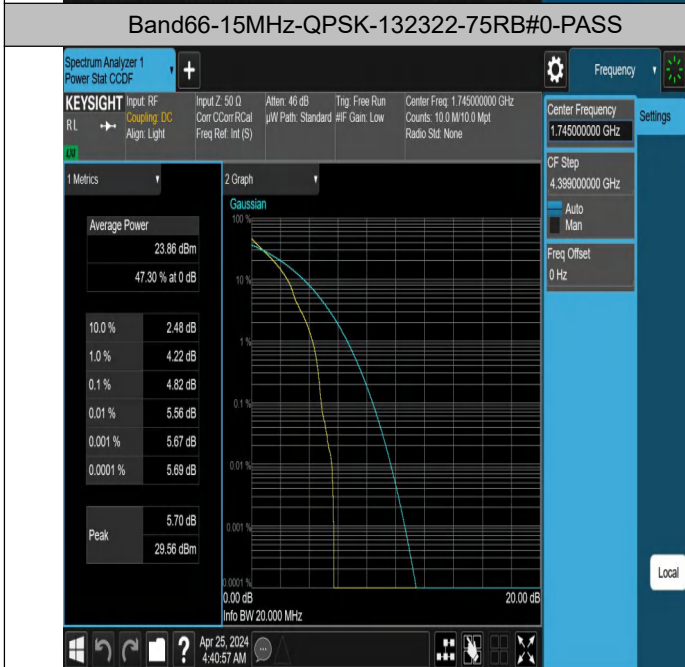 Band66-15MHz-QPSK-132322-75RB#0-PASS
Spectrum Analyzer 1
Power Stat CCDF
+
Frequency
KEYSIGHT
RL
Input: RF
Coupling: DC
Align: Light
Input Z: 50 Ω
Corr CCorr RCal
Freq Ref: Int (S)
Atten: 46 dB
µW Path: Standard
Trig: Free Run
#IF Gain: Low
Center Freq: 1.745000000 GHz
Counts: 10.0 M/10.0 Mpt
Radio Std: None
Center Frequency
1.745000000 GHz
Settings
CF Step
4.399000000 GHz
Auto
Man
Freq Offset
0 Hz
1 Metrics
Average Power
23.86 dBm
47.30 % at 0 dB
10.0 % 2.48 dB
1.0 % 4.22 dB
0.1 % 4.82 dB
0.01 % 5.56 dB
0.001 % 5.67 dB
0.0001 % 5.69 dB
Peak
5.70 dB
29.56 dBm
2 Graph
Gaussian
100 %
10 %
1 %
0.1 %
0.01 %
0.001 %
0.0001 %
0.00 dB
20.00 dB
Info BW 20.000 MHz
Local
?
Apr 25, 2024
4:40:57 AM